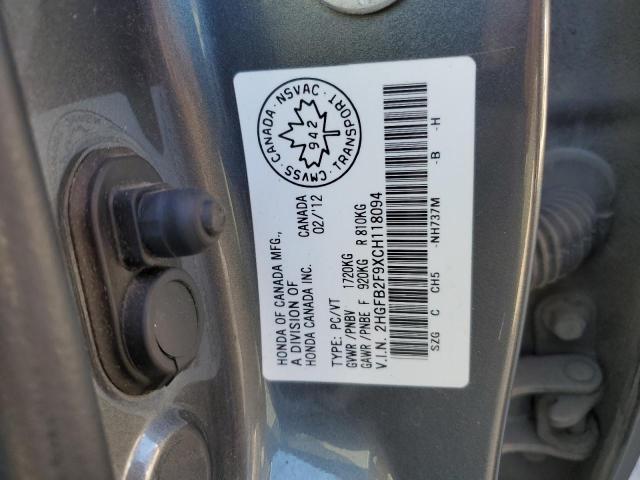 CANADA · NSVAC · TRANSPORT · CMVSS ·
942
HONDA OF CANADA MFG., CANADA
A DIVISION OF 02/'12
HONDA CANADA INC.
TYPE: PC/VT
GVWR /PNBV 1720KG
GAWR /PNBE F 920KG R 810KG
V.I.N. 2HGFB2F9XCH118094
SZG C CH5 -NH737M -B -H